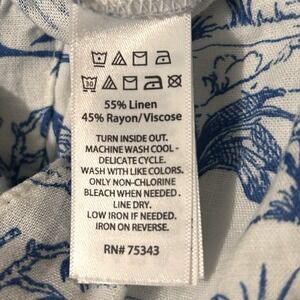 30
55% Linen
45% Rayon/Viscose
TURN INSIDE OUT.
MACHINE WASH COOL -
DELICATE CYCLE.
WASH WITH LIKE COLORS.
ONLY NON-CHLORINE
BLEACH WHEN NEEDED .
LINE DRY.
LOW IRON IF NEEDED.
IRON ON REVERSE.
RN# 75343